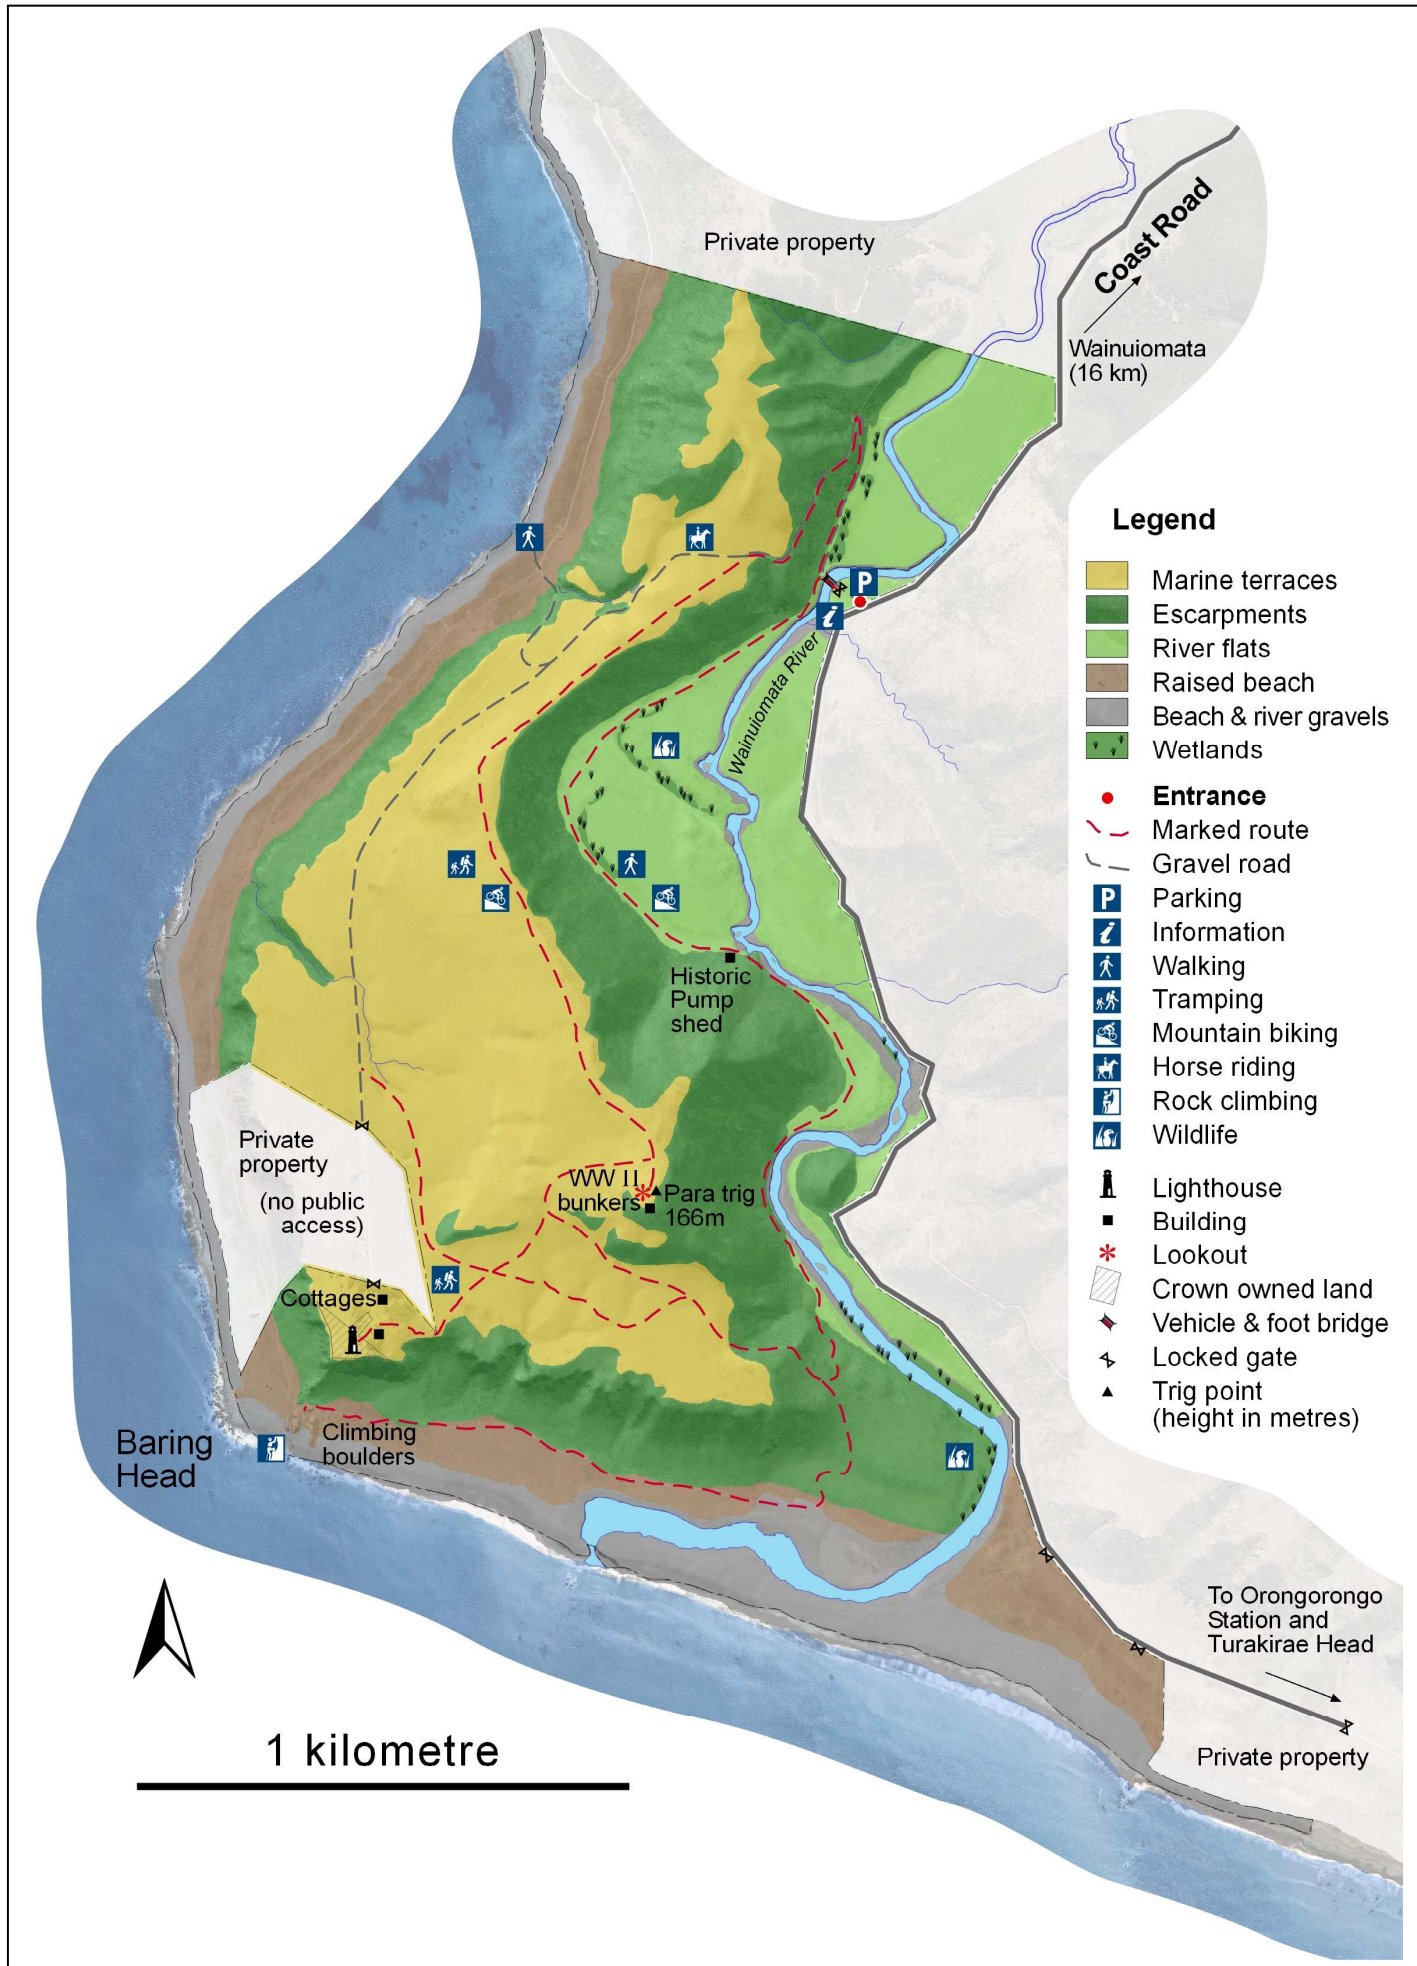 Private property
Coast Road
Wainuiomata
(16 km)
Legend
Marine terraces
Escarpments
River flats
Raised beach
Beach & river gravels
Wetlands
Entrance
Marked route
Gravel road
P
Parking
i
Information
Walking
Tramping
Mountain biking
Horse riding
Rock climbing
Wildlife
Lighthouse
Building
Lookout
Crown owned land
Vehicle & foot bridge
Locked gate
Trig point
(height in metres)
P
i
Wainuiomata River
Historic
Pump
shed
Private
property
(no public
access)
WW II
bunkers
Para trig
166m
Cottages
Climbing
boulders
Baring
Head
To Orongorongo
Station and
Turakirae Head
Private property
1 kilometre